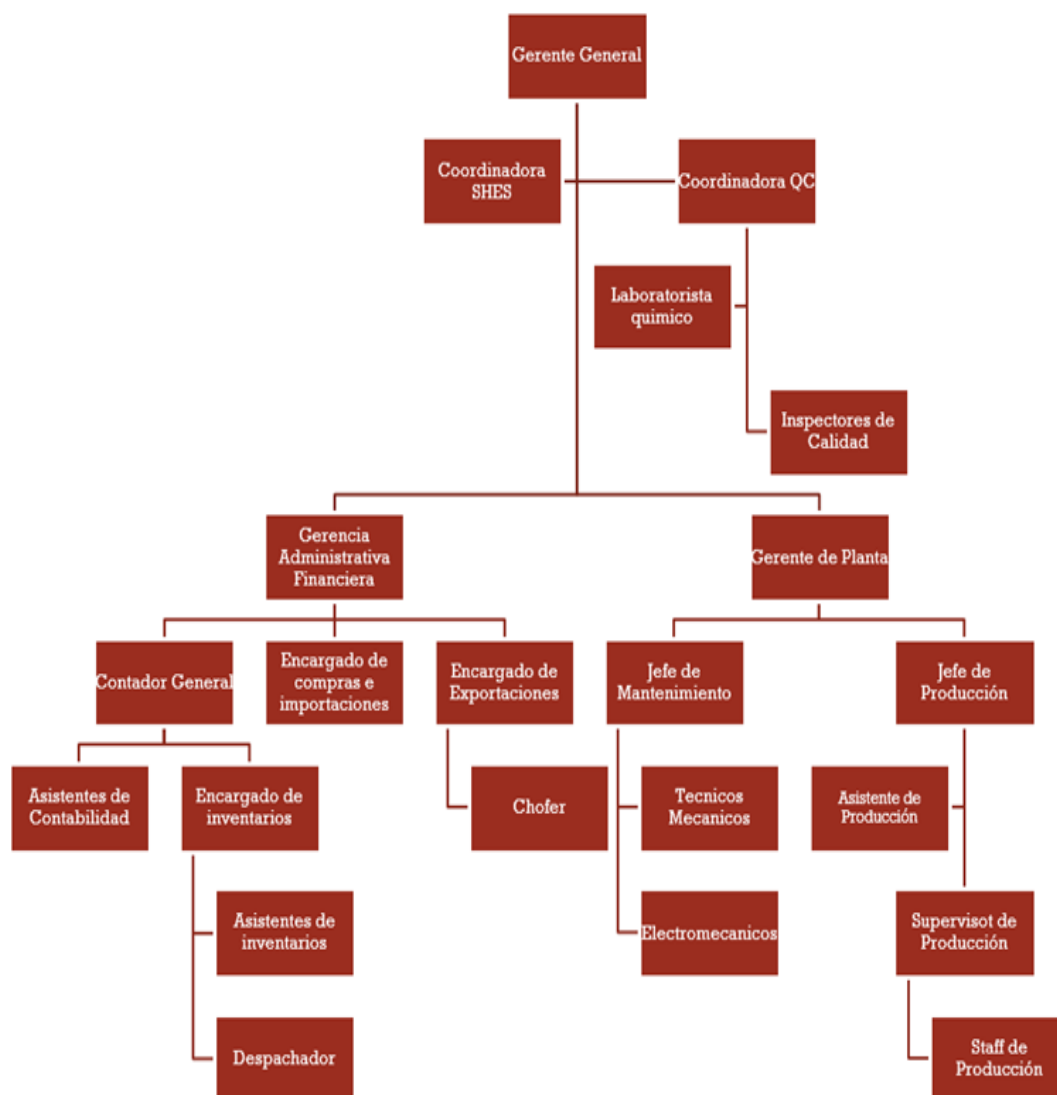 Gerente General
Coordinadora
SHES
Coordinadora QC
Laboratorista
quimico
Inspectores de
Calidad
Gerencia
Administrativa
Financiera
Gerente de Planta
Contador General
Encargado de
compras e
importaciones
Encargado de
Exportaciones
Jefe de
Mantenimiento
Jefe de
Producción
Asistentes de
Contabilidad
Encargado de
inventarios
Chofer
Tecnicos
Mecanicos
Asistente de
Producción
Asistentes de
inventarios
Electromecanicos
Supervisot de
Producción
Despachador
Staff de
Producción